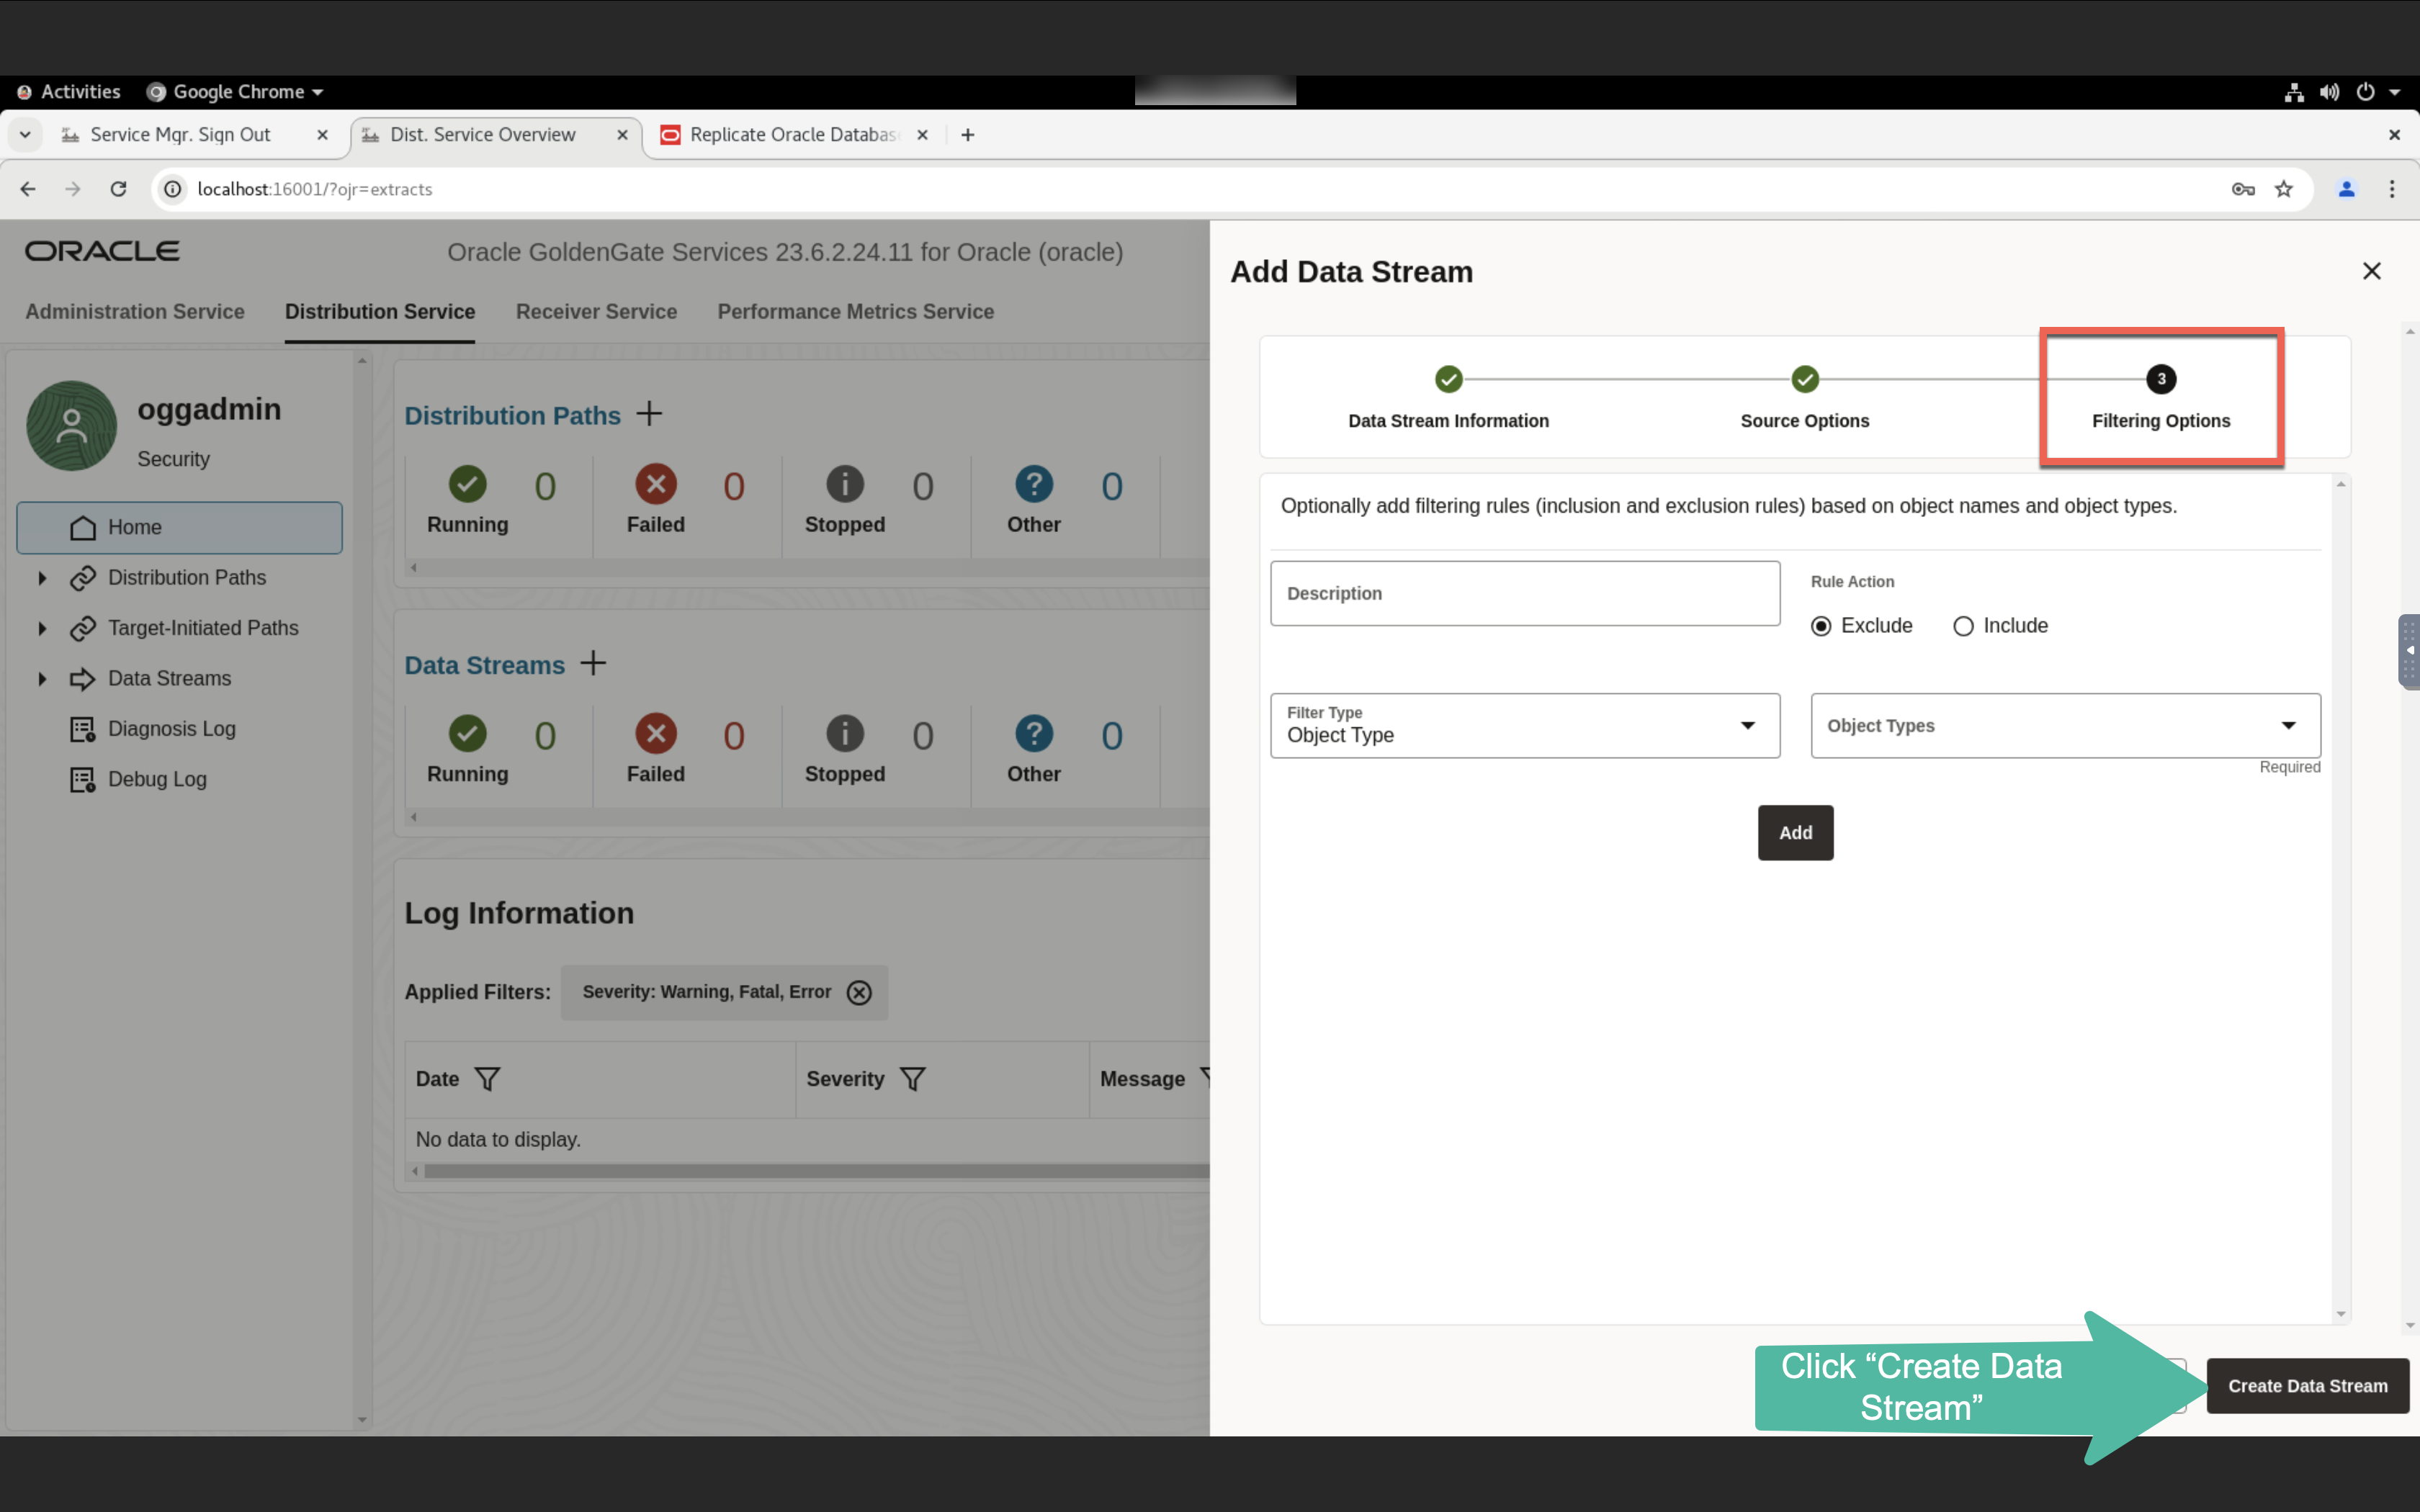 Activities Google Chrome
Service Mgr. Sign Out
Dist. Service Overview
Replicate Oracle Databas
localhost:16001/?ojr=extracts
ORACLE
Oracle GoldenGate Services 23.6.2.24.11 for Oracle (oracle)
Administration Service Distribution Service Receiver Service Performance Metrics Service
oggadmin
Security
Home
Distribution Paths
Target-Initiated Paths
Data Streams
Diagnosis Log
Debug Log
Distribution Paths
0 0 0 0
Running Failed Stopped Other
Data Streams
0 0 0 0
Running Failed Stopped Other
Log Information
Applied Filters: Severity: Warning, Fatal, Error
Date Severity Message
No data to display.
Add Data Stream
3
Data Stream Information Source Options Filtering Options
Optionally add filtering rules (inclusion and exclusion rules) based on object names and object types.
Description
Rule Action
Exclude Include
Filter Type
Object Type
Object Types
Required
Add
Click “Create Data
Stream”
Create Data Stream